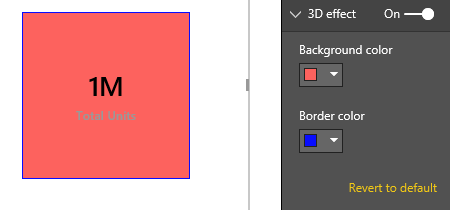 1M
Total Units
3D effect
On
Background color
Border color
Revert to default